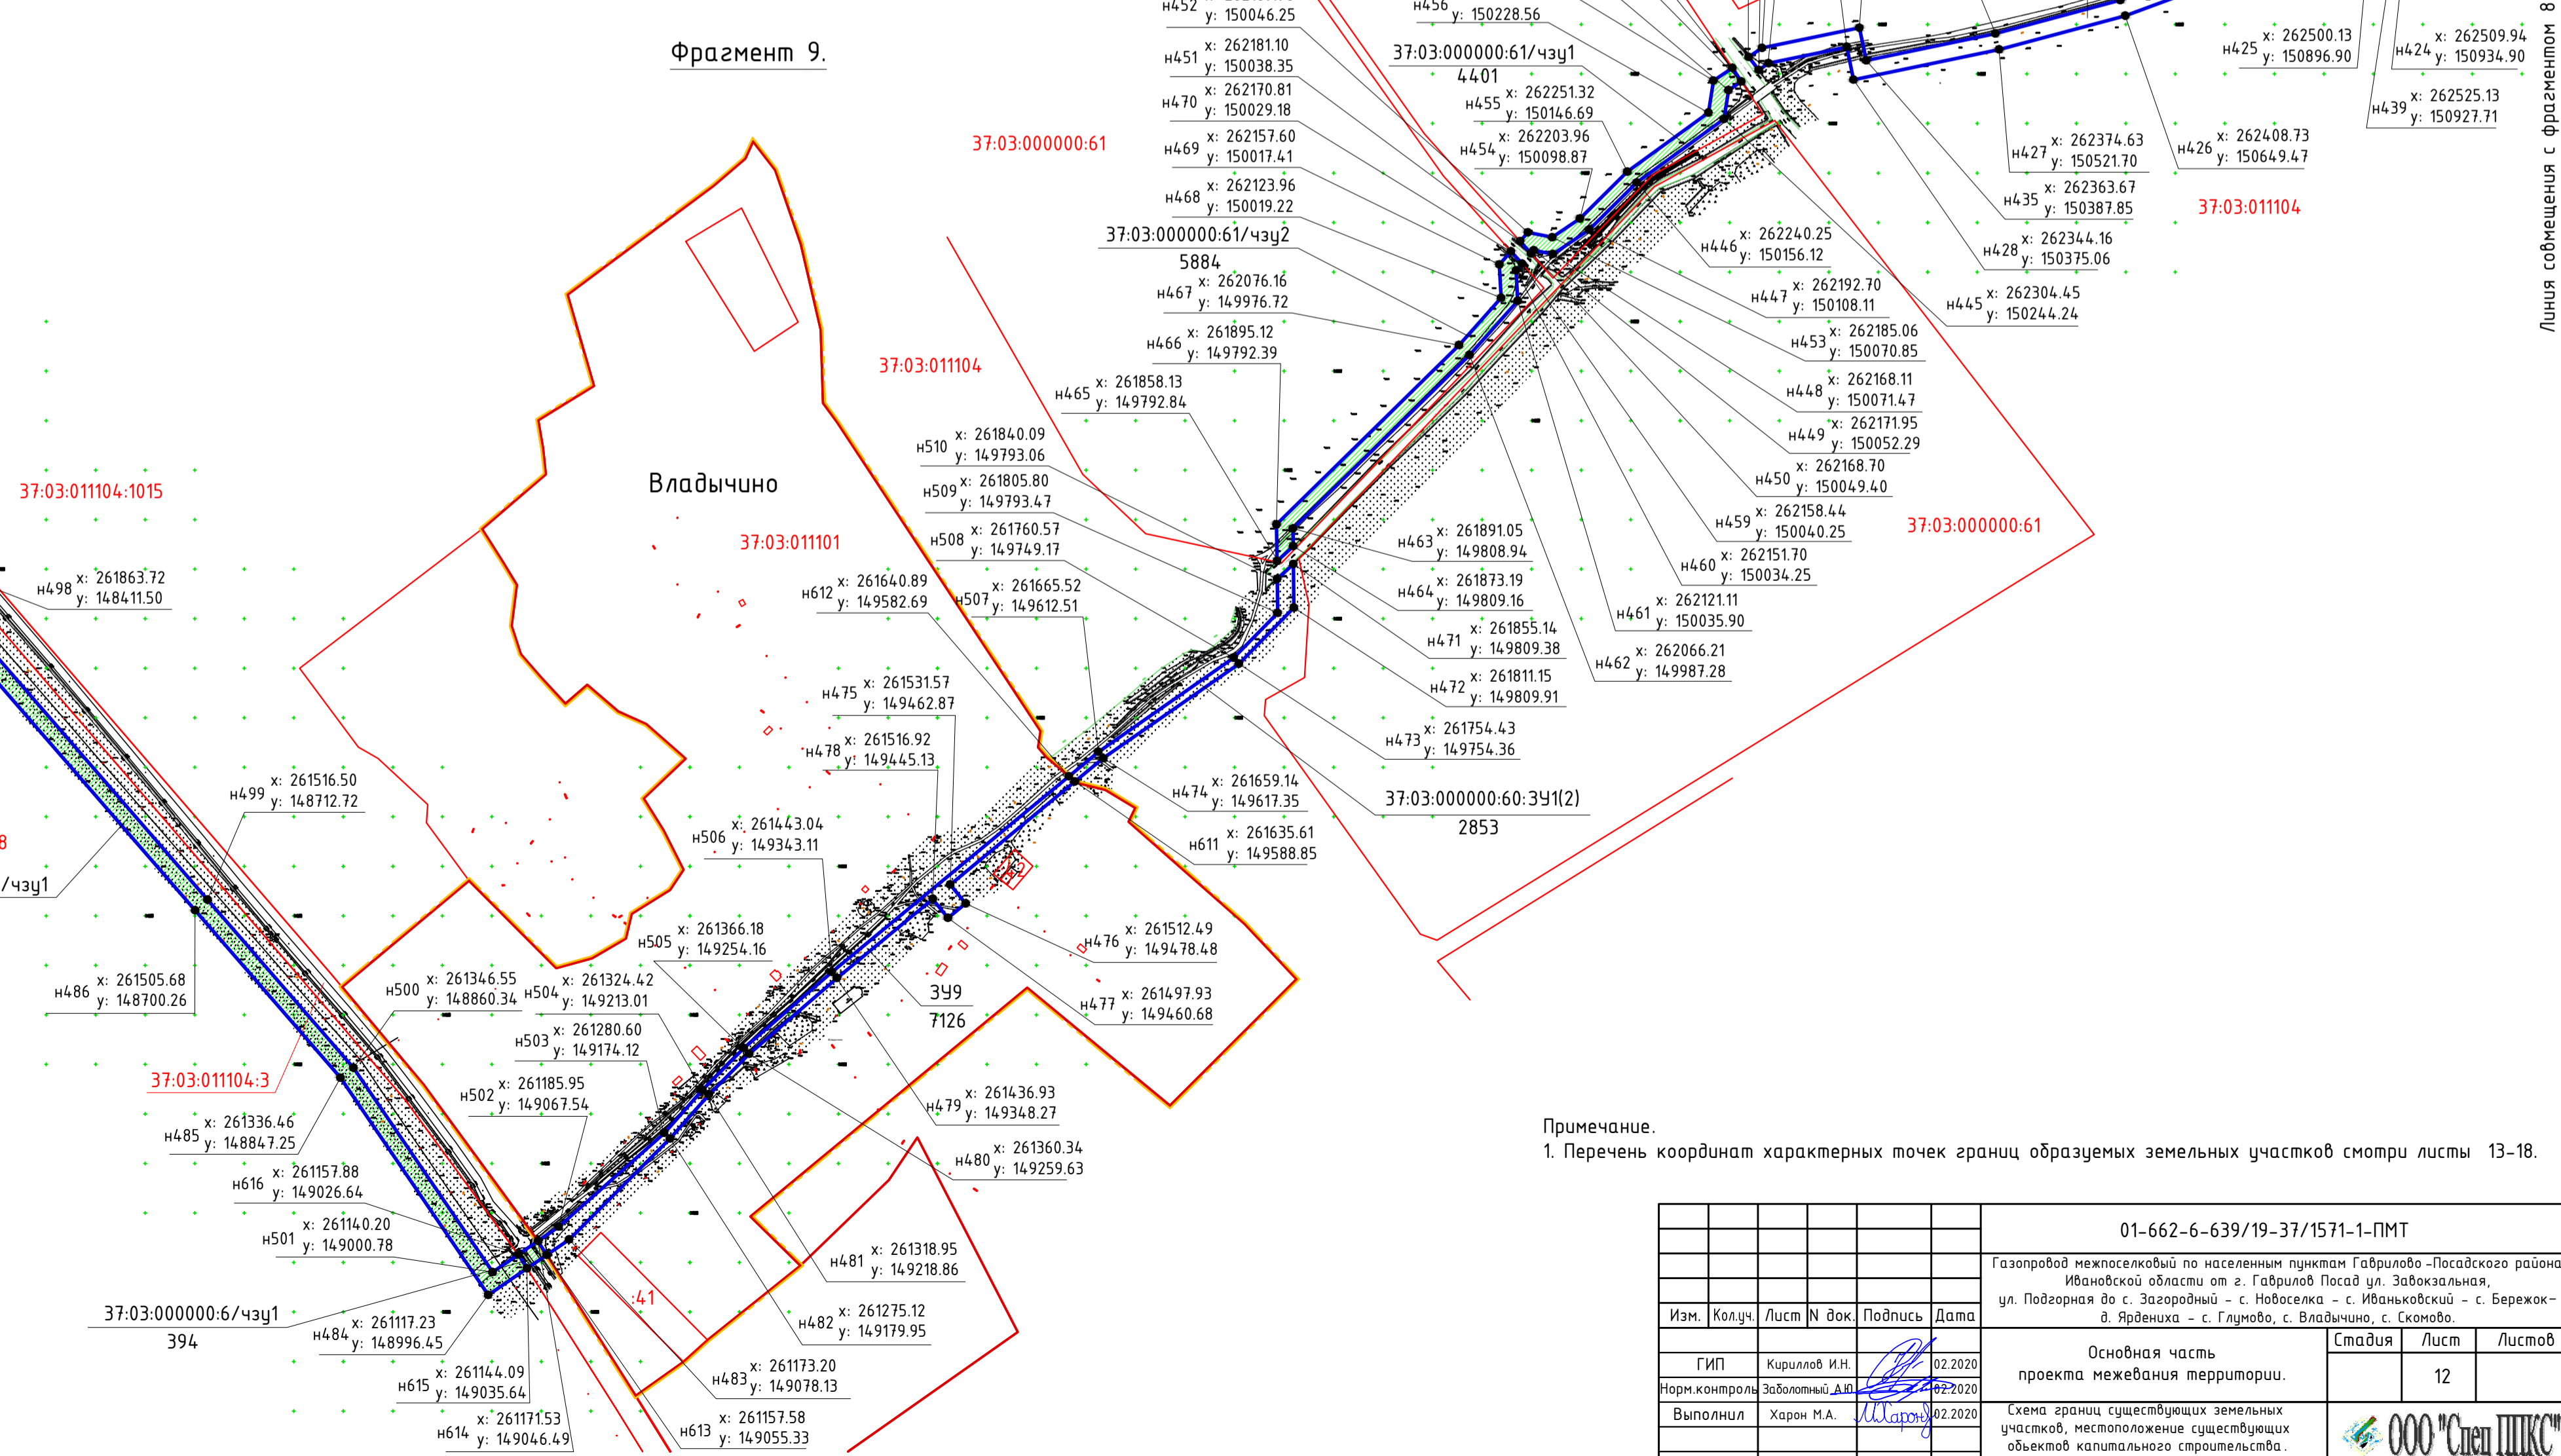 Фрагмент 9.
н452
y: 150046.25
н451 x: 262181.10
y: 150038.35
н470 x: 262170.81
y: 150029.18
н469 x: 262157.60
y: 150017.41
н468 x: 262123.96
y: 150019.22
37:03:000000:61/чзу2
5884
н467 x: 262076.16
y: 149976.72
н466 x: 261895.12
y: 149792.39
н465 x: 261858.13
y: 149792.84
н510 x: 261840.09
y: 149793.06
н509 x: 261805.80
y: 149793.47
н508 x: 261760.57
y: 149749.17
н612 x: 261640.89
y: 149582.69
н507 x: 261665.52
y: 149612.51
н456
y: 150228.56
37:03:000000:61/чзу1
4401
н455 x: 262251.32
y: 150146.69
н454 x: 262203.96
y: 150098.87
н425 x: 262500.13
y: 150896.90
н424 x: 262509.94
y: 150934.90
н439 x: 262525.13
y: 150927.71
н427 x: 262374.63
y: 150521.70
н426 x: 262408.73
y: 150649.47
н435 x: 262363.67
y: 150387.85
37:03:011104
н428 x: 262344.16
y: 150375.06
н446 x: 262240.25
y: 150156.12
н447 x: 262192.70
y: 150108.11
н445 x: 262304.45
y: 150244.24
н453 x: 262185.06
y: 150070.85
н448 x: 262168.11
y: 150071.47
н449 x: 262171.95
y: 150052.29
н450 x: 262168.70
y: 150049.40
н459 x: 262158.44
y: 150040.25
н460 x: 262151.70
y: 150034.25
н461 x: 262121.11
y: 150035.90
н462 x: 262066.21
y: 149987.28
н463 x: 261891.05
y: 149808.94
н464 x: 261873.19
y: 149809.16
н471 x: 261855.14
y: 149809.38
н472 x: 261811.15
y: 149809.91
н473 x: 261754.43
y: 149754.36
37:03:000000:60:ЗУ1(2)
2853
н474 x: 261659.14
y: 149617.35
н611 x: 261635.61
y: 149588.85
Линия совмещения с фрагментом 8
37:03:000000:61
37:03:000000:61
37:03:011104
37:03:011104:1015
Владычино
37:03:011101
н498 x: 261863.72
y: 148411.50
н475 x: 261531.57
y: 149462.87
н478 x: 261516.92
y: 149445.13
н499 x: 261516.50
y: 148712.72
н506 x: 261443.04
y: 149343.11
8
/чзу1
н505 x: 261366.18
y: 149254.16
н476 x: 261512.49
y: 149478.48
н477 x: 261497.93
y: 149460.68
ЗУ9
7126
н486 x: 261505.68
y: 148700.26
н500 x: 261346.55
y: 148860.34
н504 x: 261324.42
y: 149213.01
н503 x: 261280.60
y: 149174.12
37:03:011104:3
н502 x: 261185.95
y: 149067.54
н479 x: 261436.93
y: 149348.27
н485 x: 261336.46
y: 148847.25
н480 x: 261360.34
y: 149259.63
н616 x: 261157.88
y: 149026.64
н501 x: 261140.20
y: 149000.78
н481 x: 261318.95
y: 149218.86
:41
37:03:000000:6/чзу1
394
н482 x: 261275.12
y: 149179.95
н484 x: 261117.23
y: 148996.45
н483 x: 261173.20
y: 149078.13
н615 x: 261144.09
y: 149035.64
н614 x: 261171.53
y: 149046.49
н613 x: 261157.58
y: 149055.33
Примечание.
1. Перечень координат характерных точек границ образуемых земельных участков смотри листы 13-18.
01-662-6-639/19-37/1571-1-ПМТ
Газопровод межпоселковый по населенным пунктам Гаврилово-Посадского района
Ивановской области от г. Гаврилов Посад ул. Завокзальная,
ул. Подгорная до с. Загородный - с. Новоселка - с. Иваньковский - с. Бережок-
д. Ярдениха - с. Глумово, с. Владычино, с. Скомово.
Изм. Кол.уч. Лист N док. Подпись Дата
ГИП Кириллов И.Н. 02.2020
Норм.контроль Заболотный А.Ю. 02.2020
Выполнил Харон М.А. 02.2020
Основная часть
проекта межевания территории.
Стадия Лист Листов
12
Схема границ существующих земельных
участков, местоположение существующих
объектов капитального строительства.
ООО "Спец ППКС"